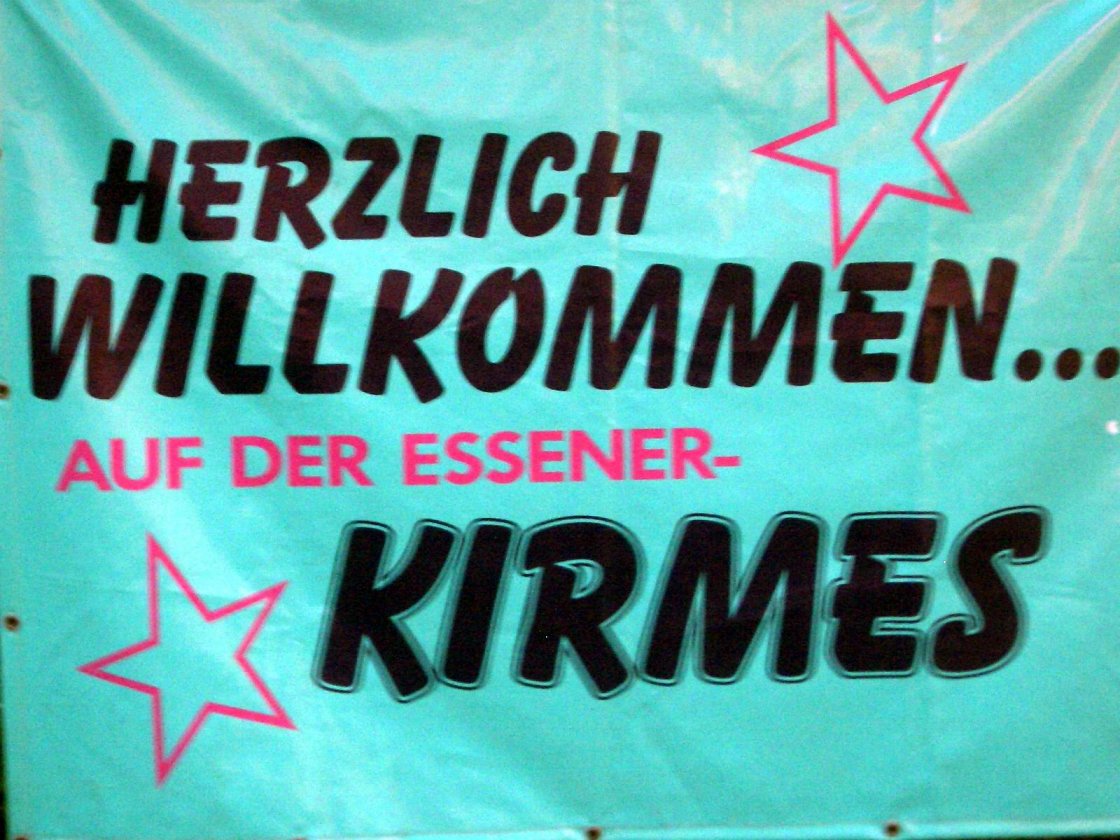 HERZLICH
WILLKOMMEN...
AUF DER ESSENER-
KIRMES